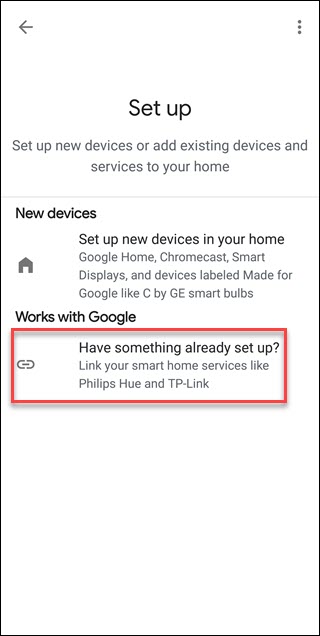 Set up
Set up new devices or add existing devices and
services to your home
New devices
Set up new devices in your home
Google Home, Chromecast, Smart
Displays, and devices labeled Made for
Google like C by GE smart bulbs
Works with Google
Have something already set up?
Link your smart home services like
Philips Hue and TP-Link